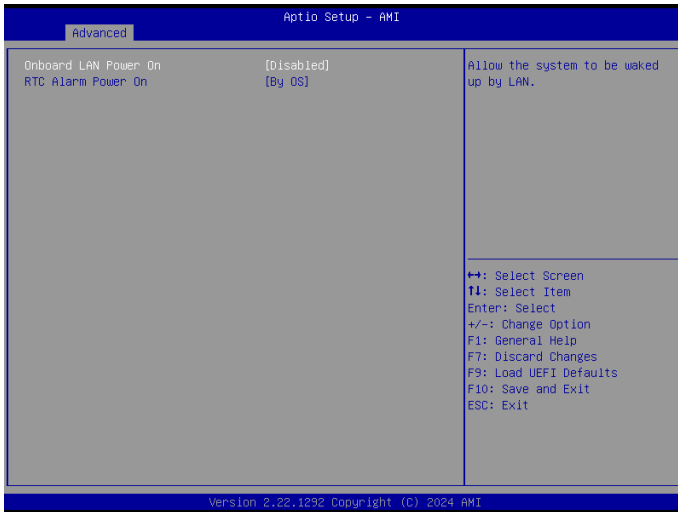 Aptio Setup – AMI
Advanced
Onboard LAN Power On [Disabled]
RTC Alarm Power On [By OS]
Allow the system to be waked
up by LAN.
↔: Select Screen
↑↓: Select Item
Enter: Select
+/-: Change Option
F1: General Help
F7: Discard Changes
F9: Load UEFI Defaults
F10: Save and Exit
ESC: Exit
Version 2.22.1292 Copyright (C) 2024 AMI